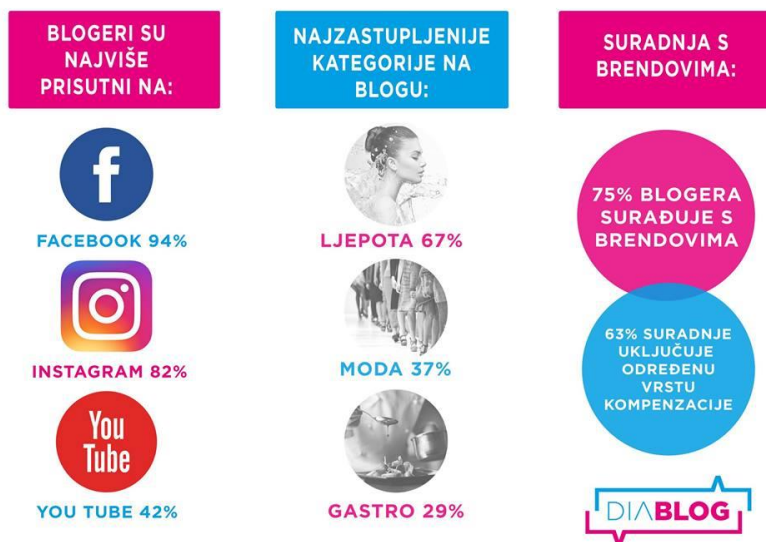 BLOGERI SU
NAJVIŠE
PRISUTNI NA:
f
FACEBOOK 94%
INSTAGRAM 82%
You
Tube
YOU TUBE 42%
NAJZASTUPLJENIJE
KATEGORIJE NA
BLOGU:
LJEPOTA 67%
MODA 37%
GASTRO 29%
SURADNJA S
BRENDOVIMA:
75% BLOGERA
SURAĐUJE S
BRENDOVIMA
63% SURADNJE
UKLJUČUJE
ODREĐENU
VRSTU
KOMPENZACIJE
DIABLOG